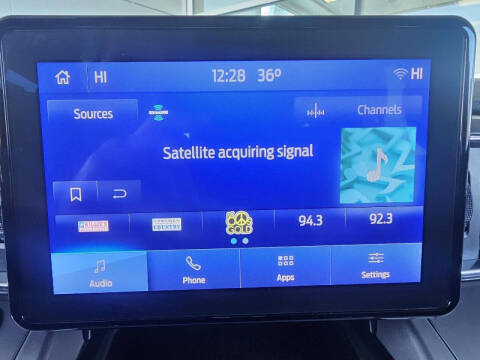 HI 12:28 36° HI
Sources Channels
Satellite acquiring signal
60s GOLD 94.3 92.3
Audio Phone Apps Settings